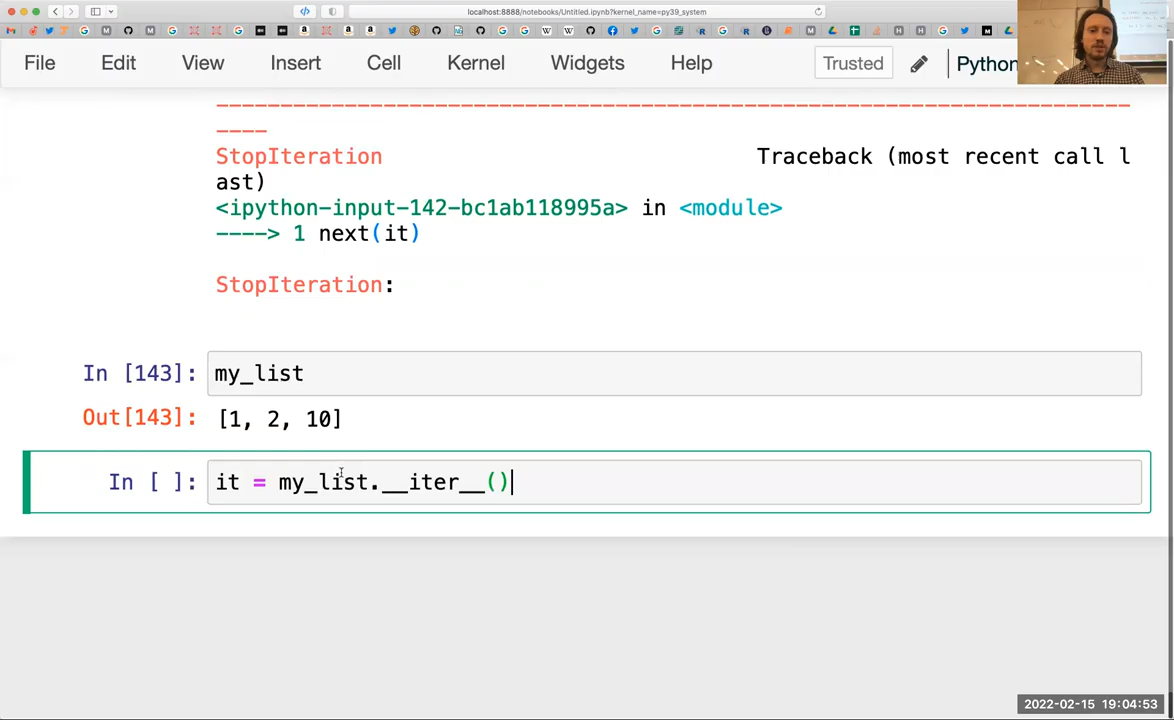 localhost:8888/notebooks/Untitled.ipynb?kernel_name=py39_system
File Edit View Insert Cell Kernel Widgets Help Trusted Python
----------------------------------------------------------------------
----
StopIteration Traceback (most recent call l
ast)
<ipython-input-142-bc1ab118995a> in <module>
----> 1 next(it)
StopIteration:
In [143]: my_list
Out[143]: [1, 2, 10]
In [ ]: it = my_list.__iter__()
2022-02-15 19:04:53